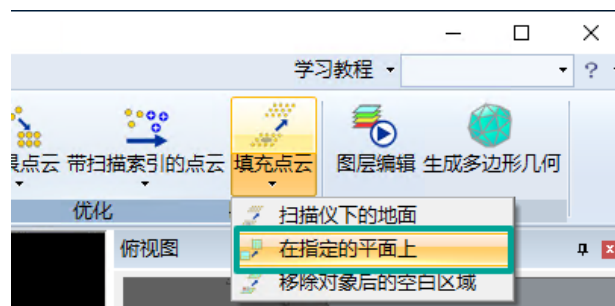 学习教程
?
点云
带扫描索引的点云
填充点云
图层编辑
生成多边形几何
优化
扫描仪下的地面
俯视图
在指定的平面上
移除对象后的空白区域